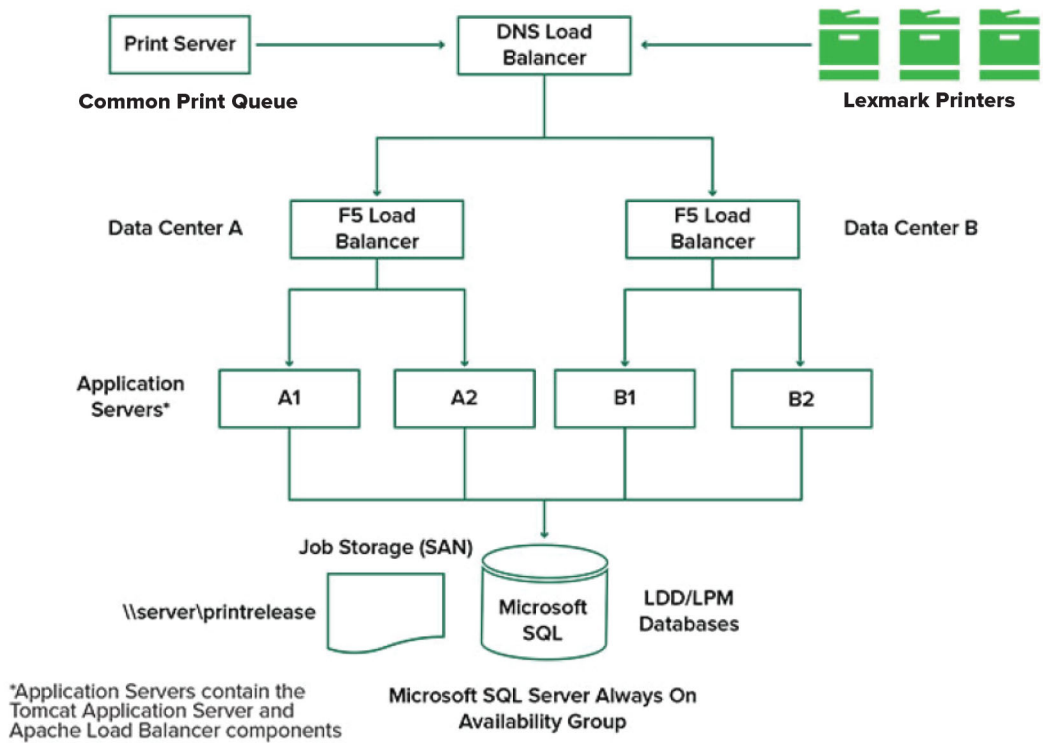 Print Server
DNS Load
Balancer
Common Print Queue
Lexmark Printers
Data Center A
F5 Load
Balancer
F5 Load
Balancer
Data Center B
Application
Servers*
A1
A2
B1
B2
Job Storage (SAN)
\\server\printrelease
Microsoft
SQL
LDD/LPM
Databases
*Application Servers contain the
Tomcat Application Server and
Apache Load Balancer components
Microsoft SQL Server Always On
Availability Group